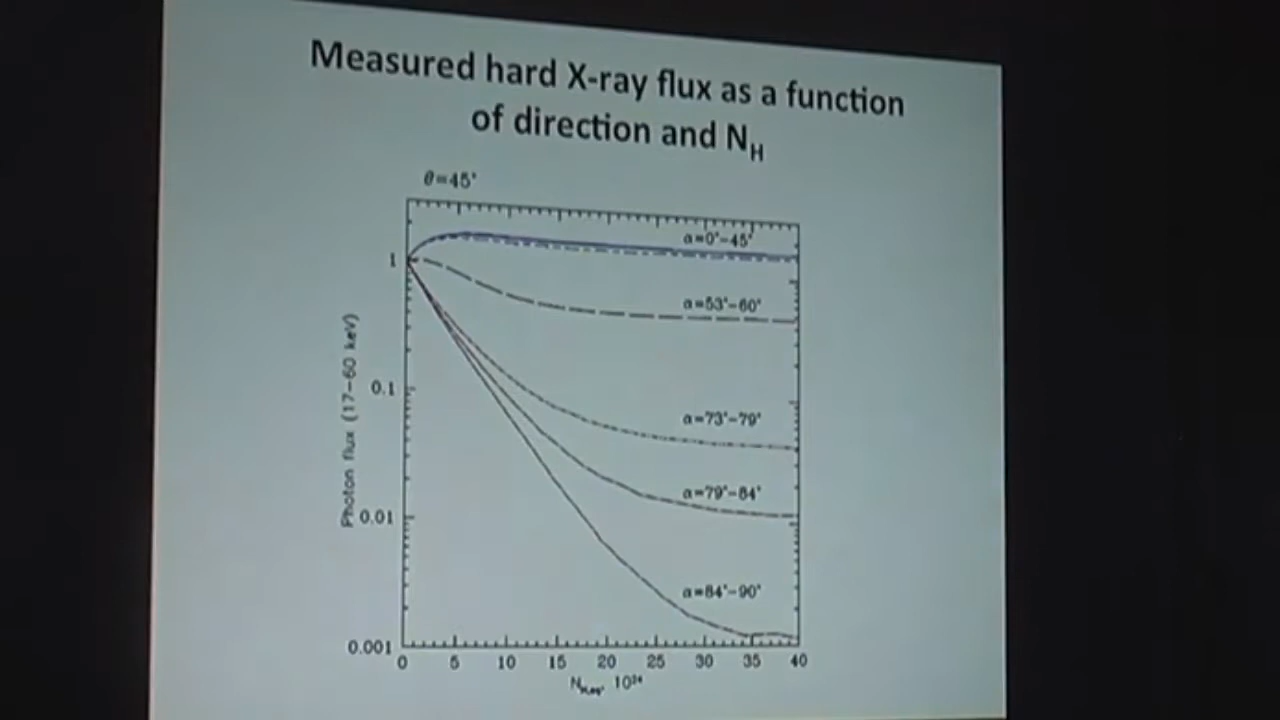 Measured hard X-ray flux as a function
of direction and N_H
θ=45°
α=0°-45°
1
α=53°-60°
0.1
α=73°-79°
Photon flux (17-60 keV)
α=79°-84°
0.01
α=84°-90°
0.001
0 5 10 15 20 25 30 35 40
10²⁴